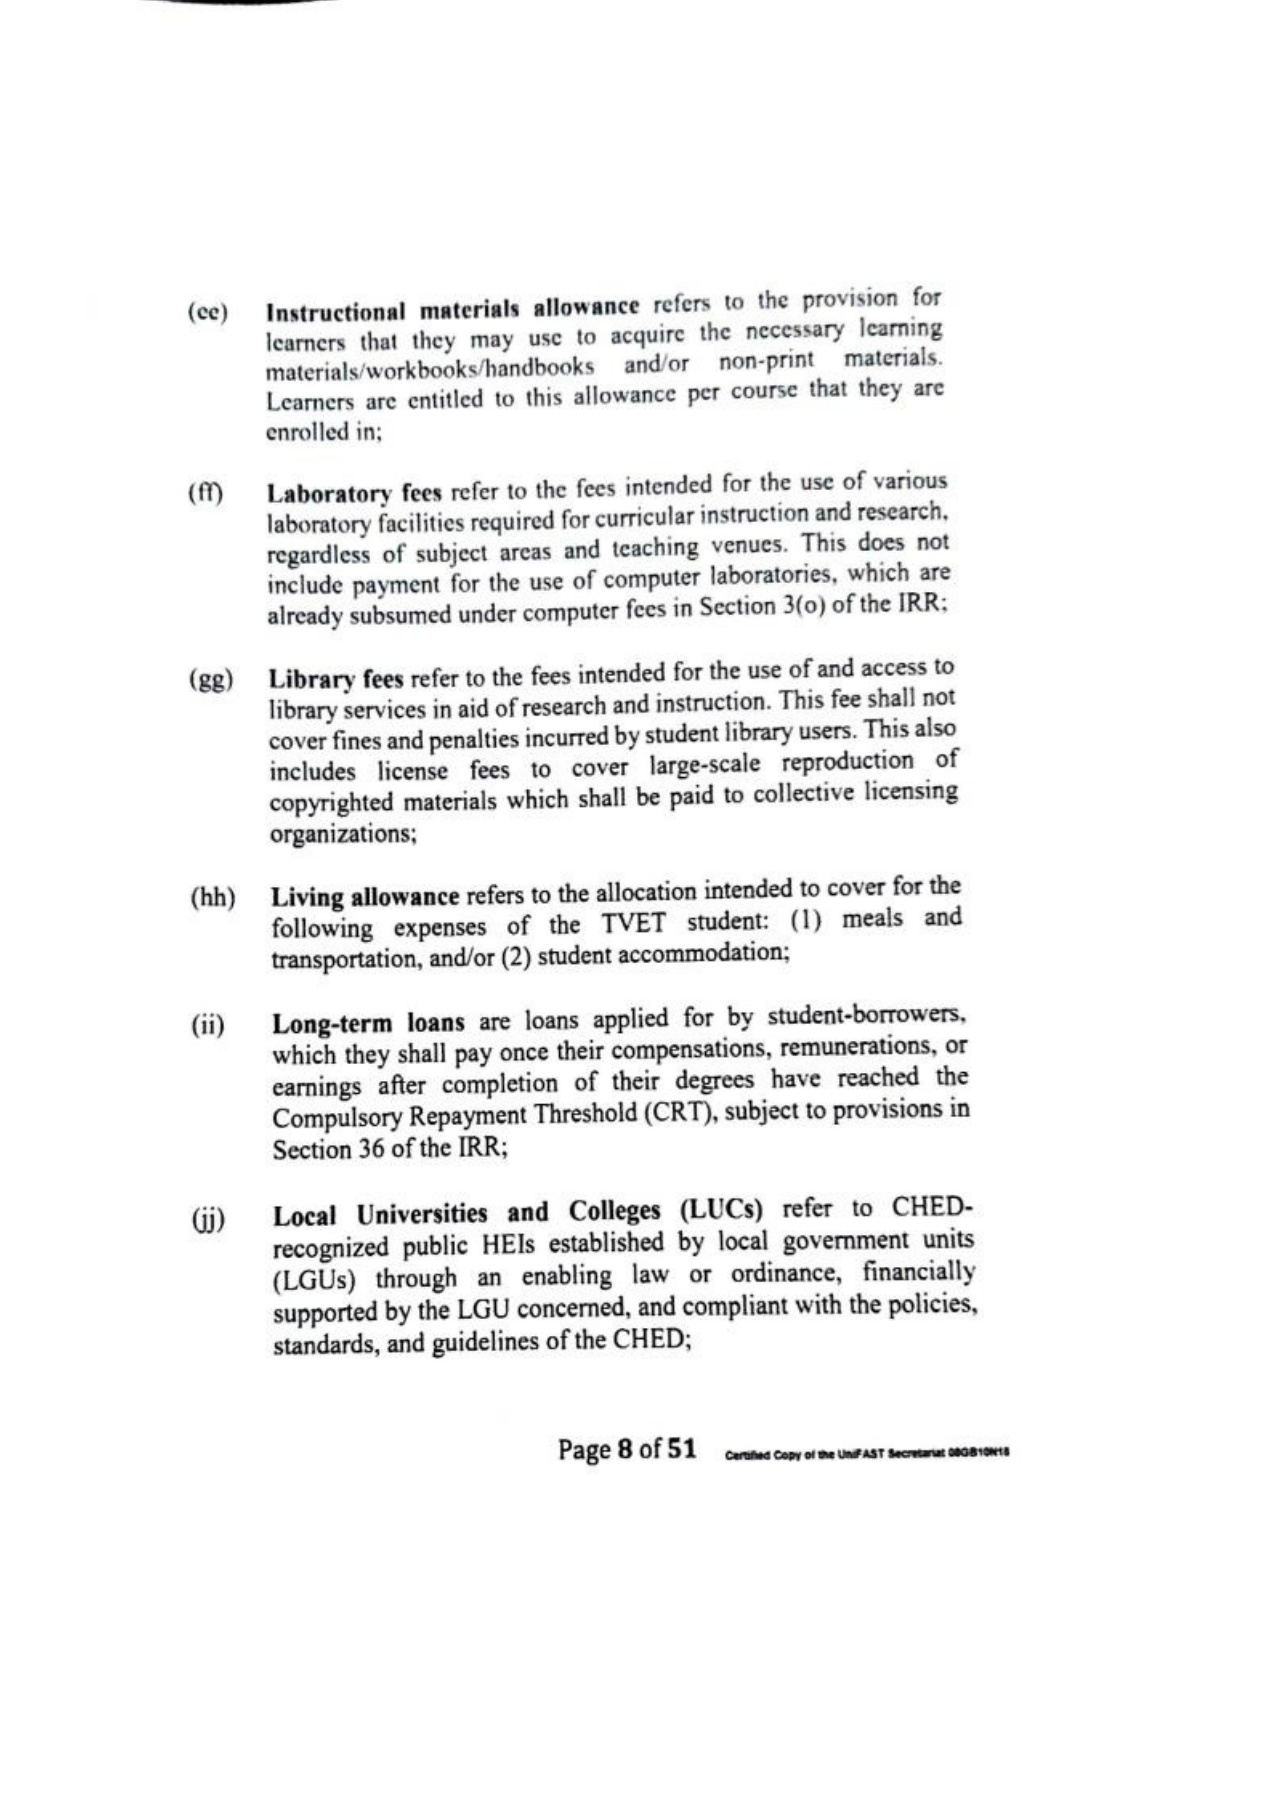 (ee) Instructional materials allowance refers to the provision for
learners that they may use to acquire the necessary learning
materials/workbooks/handbooks and/or non-print materials.
Learners are entitled to this allowance per course that they are
enrolled in;
(ff) Laboratory fees refer to the fees intended for the use of various
laboratory facilities required for curricular instruction and research,
regardless of subject areas and teaching venues. This does not
include payment for the use of computer laboratories, which are
already subsumed under computer fees in Section 3(o) of the IRR;
(gg) Library fees refer to the fees intended for the use of and access to
library services in aid of research and instruction. This fee shall not
cover fines and penalties incurred by student library users. This also
includes license fees to cover large-scale reproduction of
copyrighted materials which shall be paid to collective licensing
organizations;
(hh) Living allowance refers to the allocation intended to cover for the
following expenses of the TVET student: (1) meals and
transportation, and/or (2) student accommodation;
(ii) Long-term loans are loans applied for by student-borrowers,
which they shall pay once their compensations, remunerations, or
earnings after completion of their degrees have reached the
Compulsory Repayment Threshold (CRT), subject to provisions in
Section 36 of the IRR;
(jj) Local Universities and Colleges (LUCs) refer to CHED-
recognized public HEIs established by local government units
(LGUs) through an enabling law or ordinance, financially
supported by the LGU concerned, and compliant with the policies,
standards, and guidelines of the CHED;
Page 8 of 51 Certified Copy of the UniFAST Secretariat